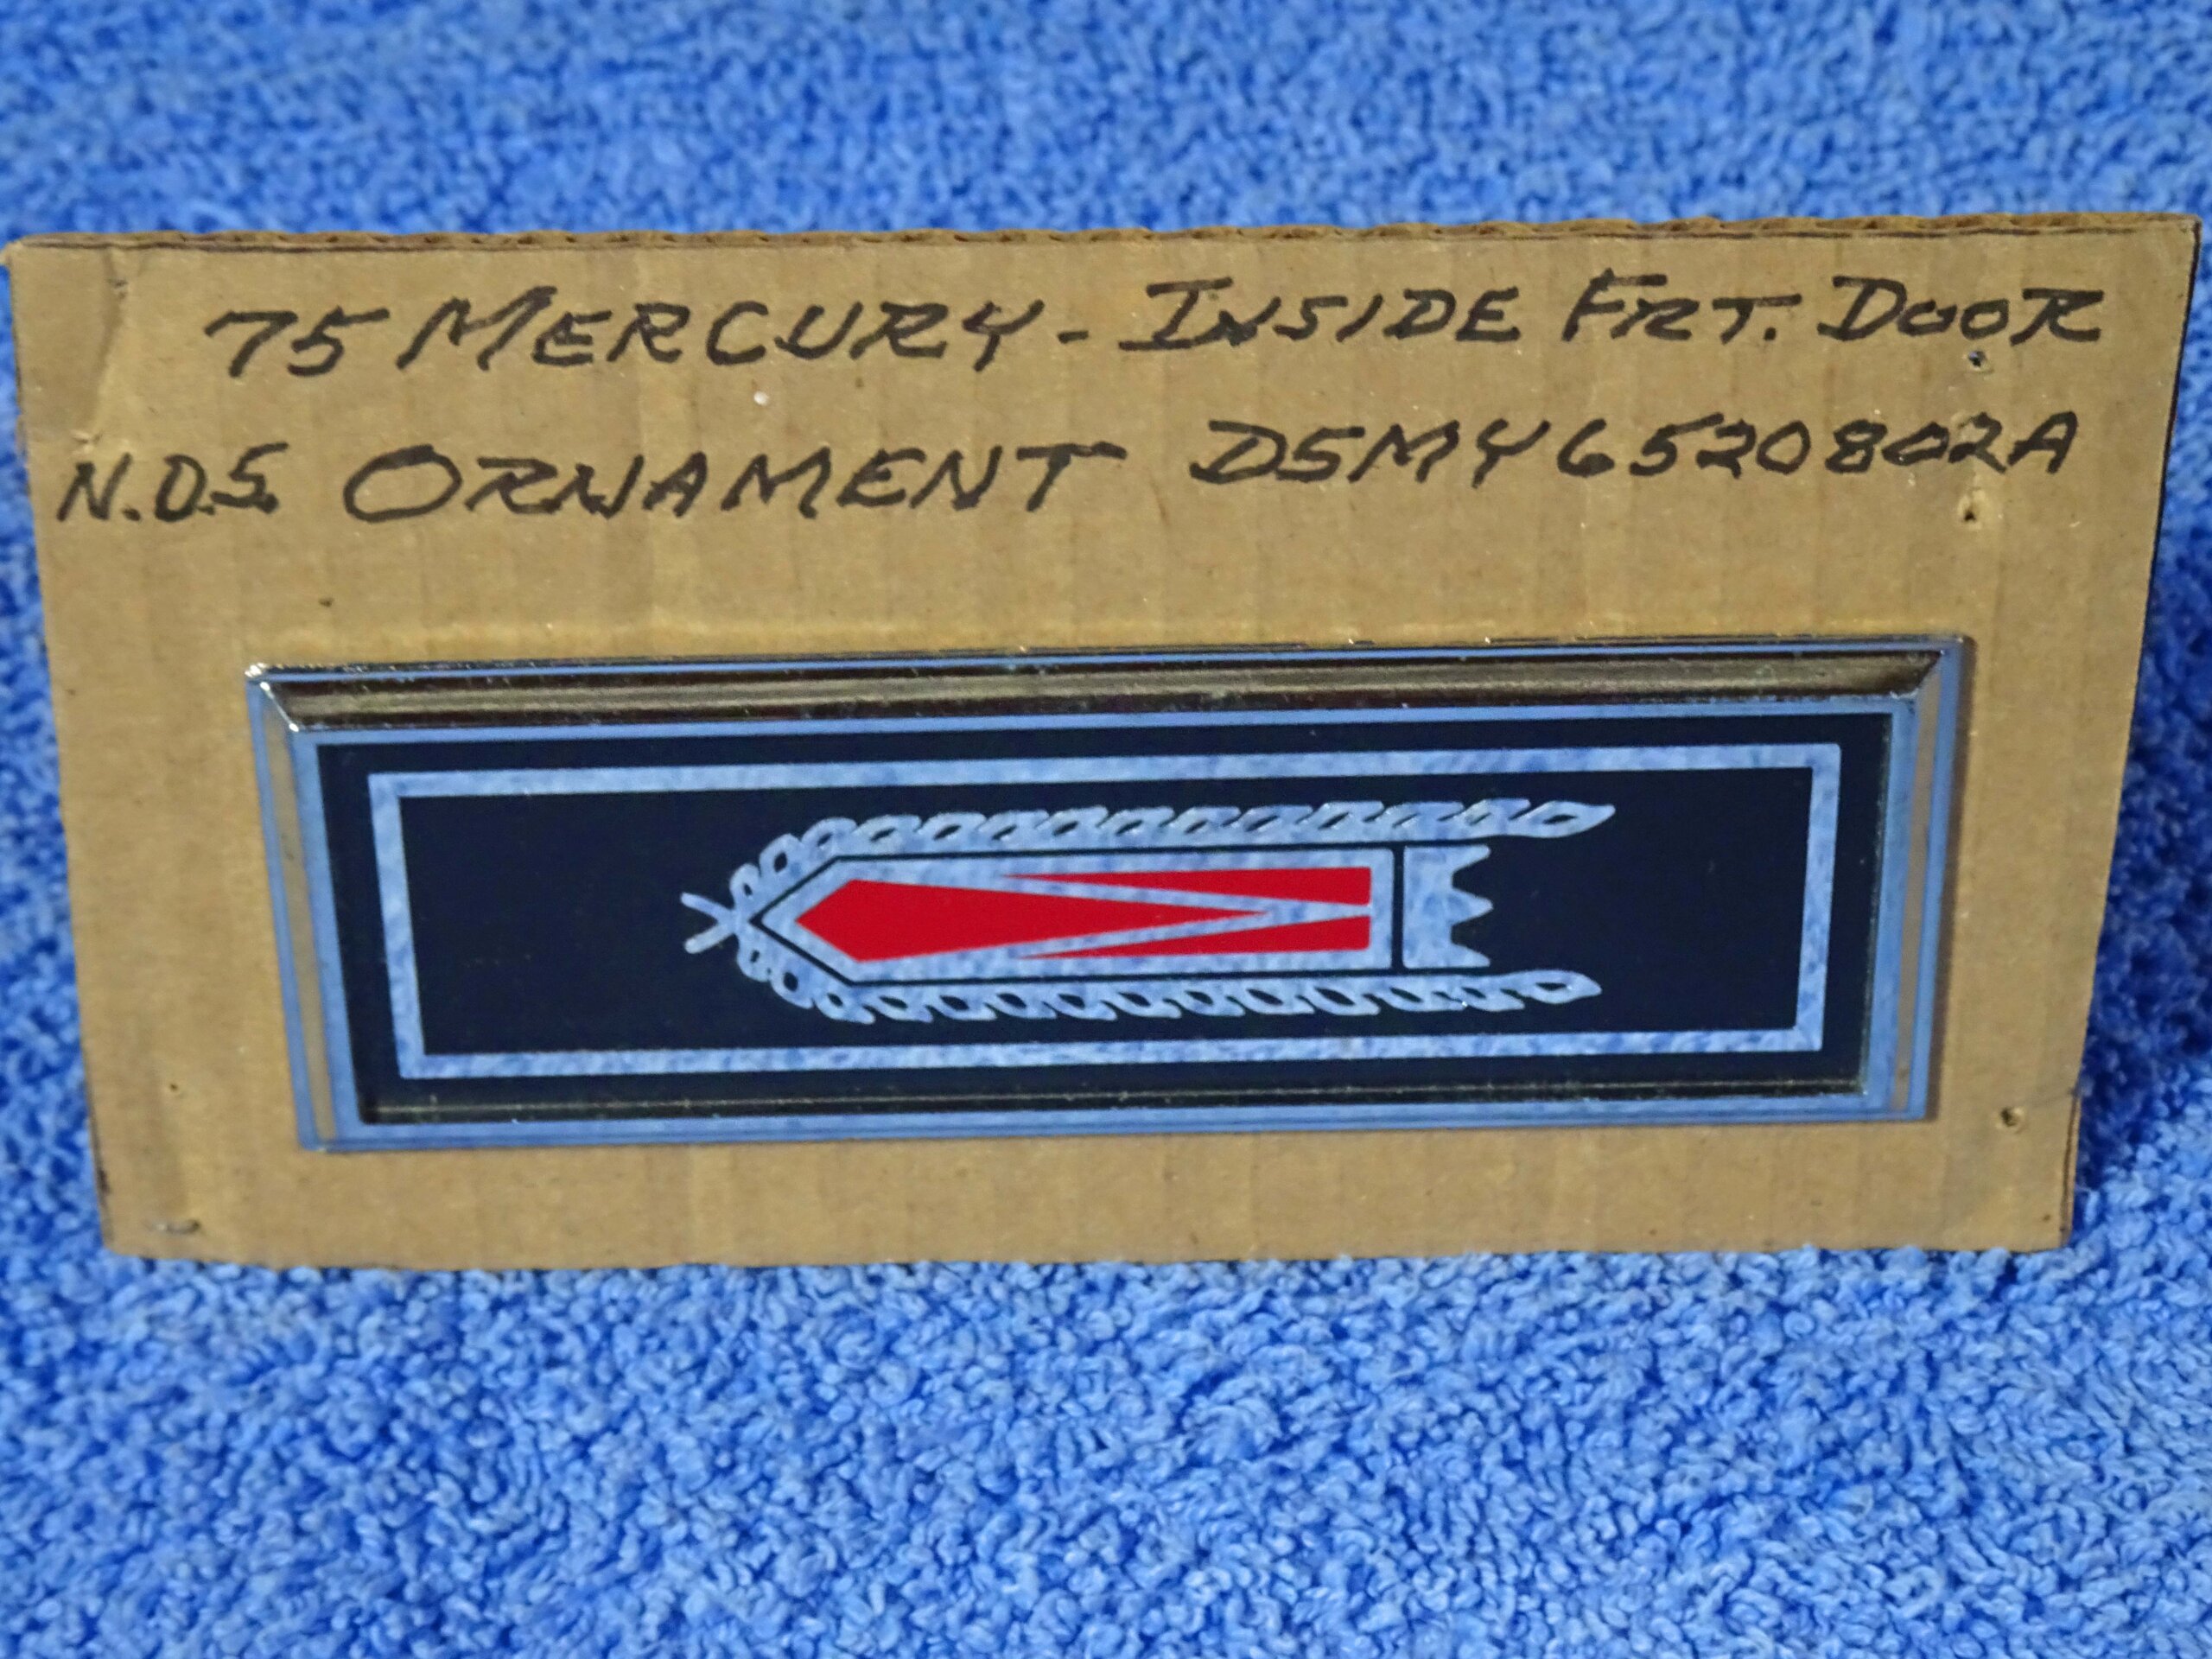 75 MERCURY - INSIDE FRT. DOOR
N.O.S. ORNAMENT D5MY6520802A